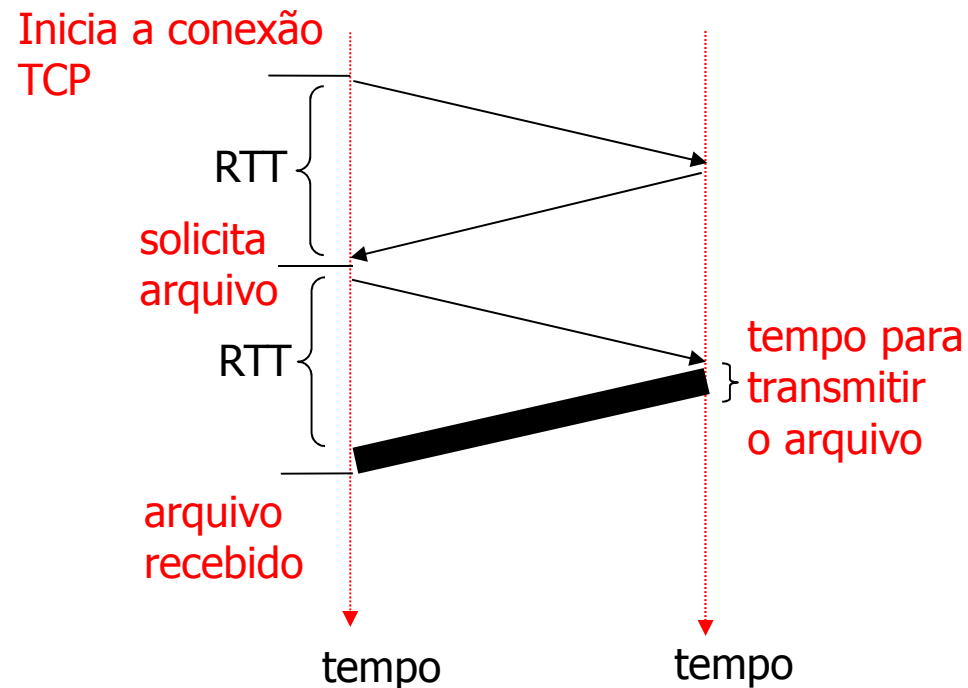 Inicia a conexão
TCP
RTT
solicita
arquivo
RTT
tempo para
transmitir
o arquivo
arquivo
recebido
tempo
tempo